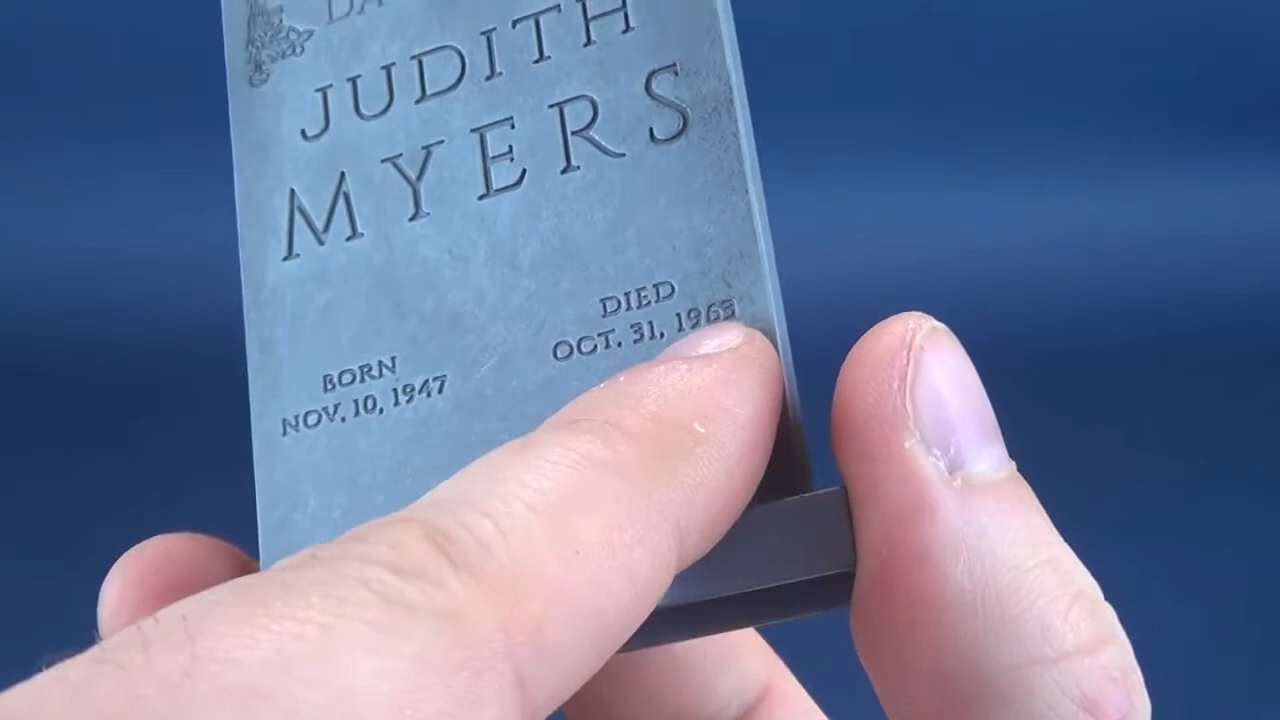 JUDITH
MYERS
DIED
OCT. 31, 1963
BORN
NOV. 10, 1947